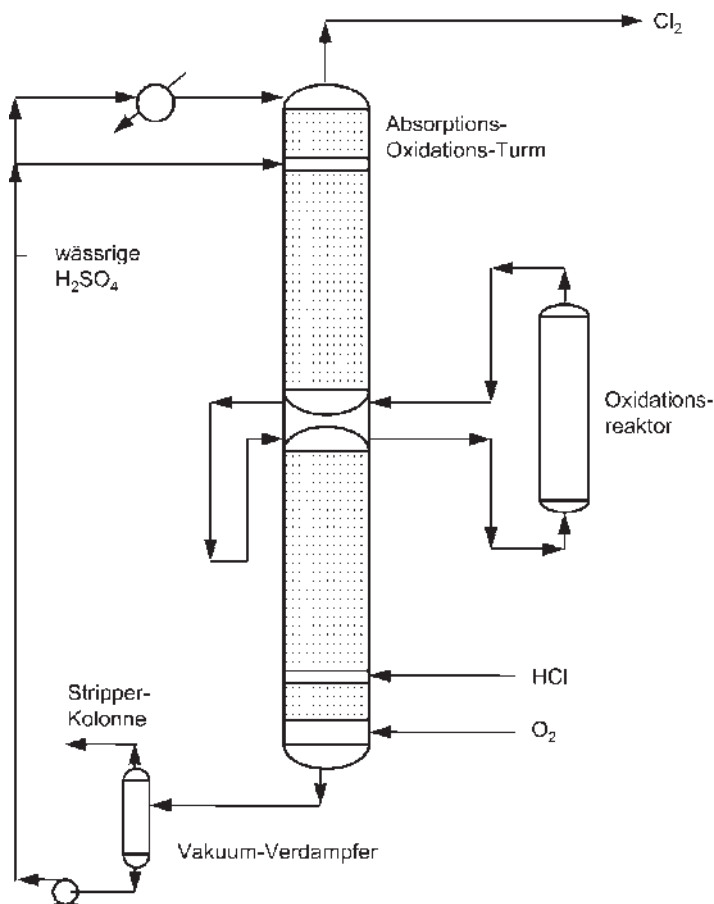 Cl₂
Absorptions-
Oxidations-Turm
wässrige
H₂SO₄
Oxidations-
reaktor
HCl
O₂
Stripper-
Kolonne
Vakuum-Verdampfer